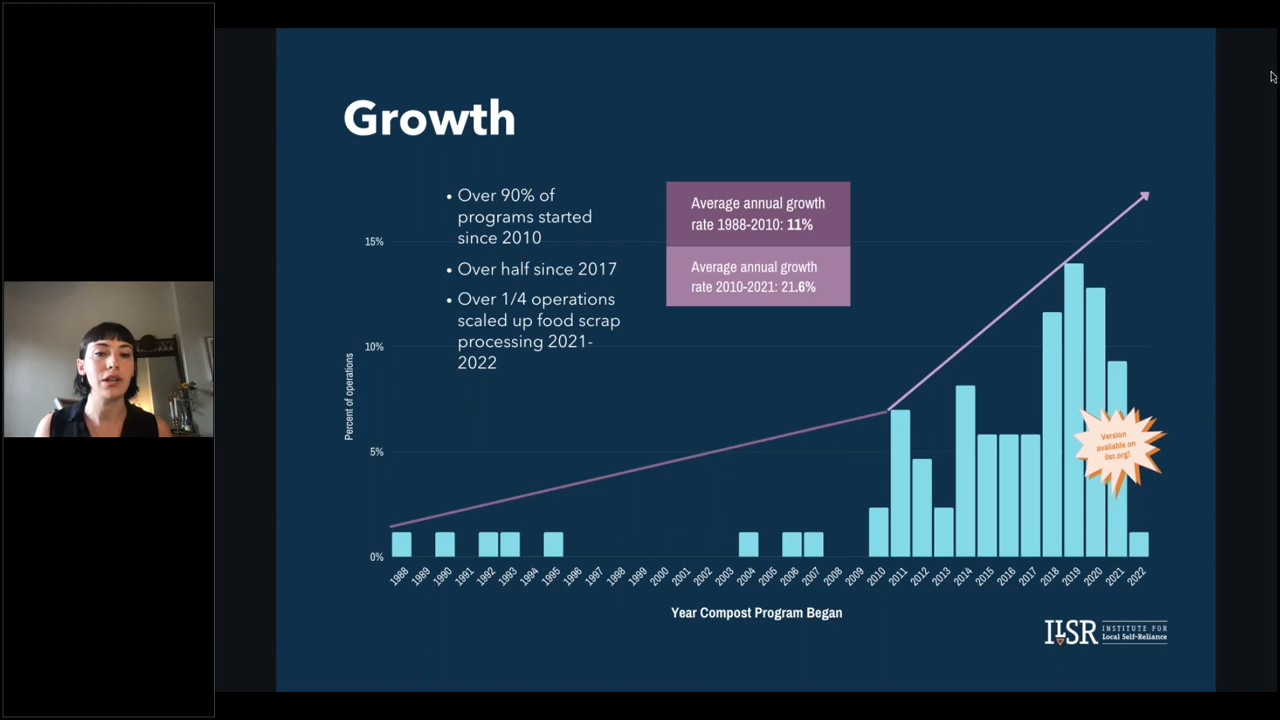 Growth
• Over 90% of
programs started
since 2010
• Over half since 2017
• Over 1/4 operations
scaled up food scrap
processing 2021-
2022
Average annual growth
rate 1988-2010: 11%
Average annual growth
rate 2010-2021: 21.6%
15%
10%
5%
0%
Percent of operations
Version
available on
ilsr.org!
1988 1989 1990 1991 1992 1993 1994 1995 1996 1997 1998 1999 2000 2001 2002 2003 2004 2005 2006 2007 2008 2009 2010 2011 2012 2013 2014 2015 2016 2017 2018 2019 2020 2021 2022
Year Compost Program Began
ILSR
INSTITUTE FOR
Local Self-Reliance